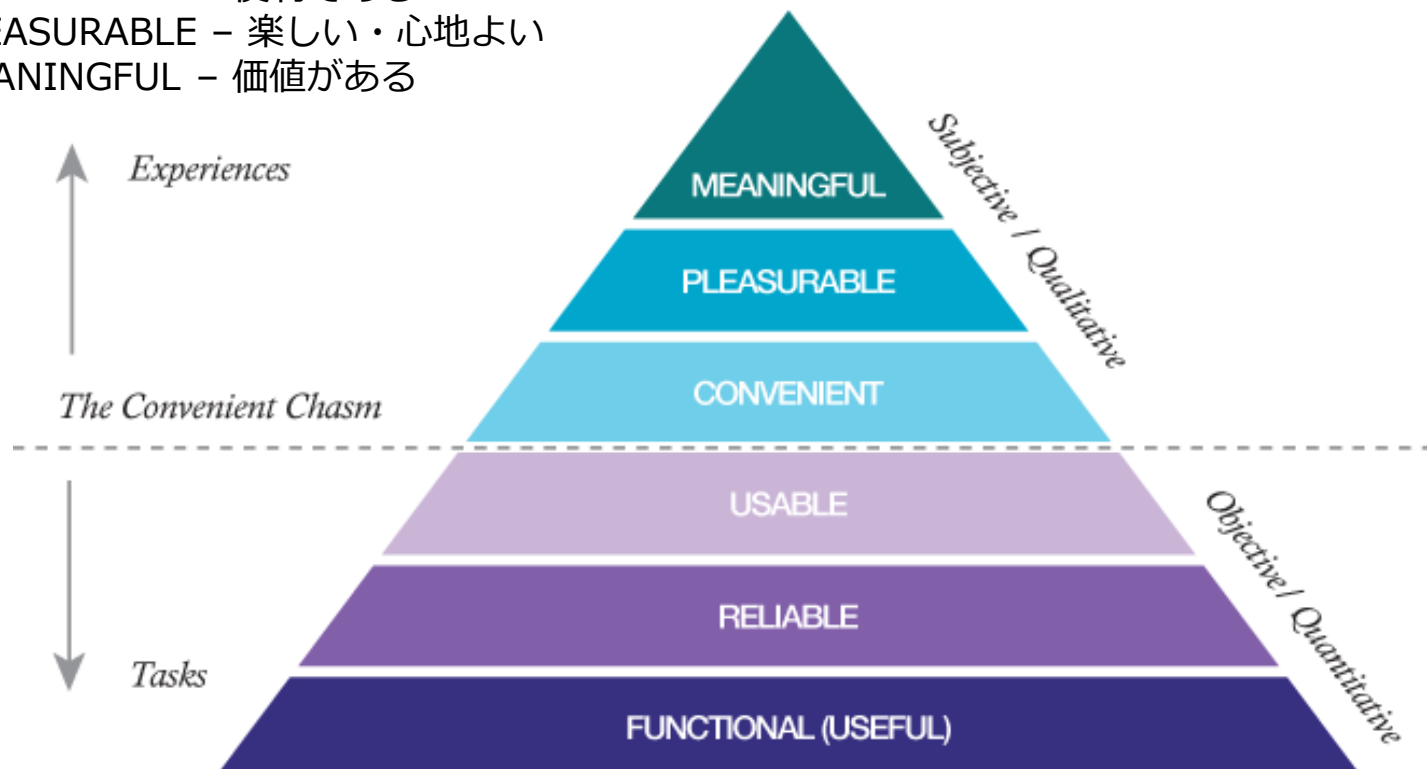 EASURABLE – 楽しい・心地よい
ANINGFUL – 価値がある
Experiences
MEANINGFUL
Subjective / Qualitative
PLEASURABLE
CONVENIENT
The Convenient Chasm
USABLE
Objective / Quantitative
RELIABLE
Tasks
FUNCTIONAL (USEFUL)